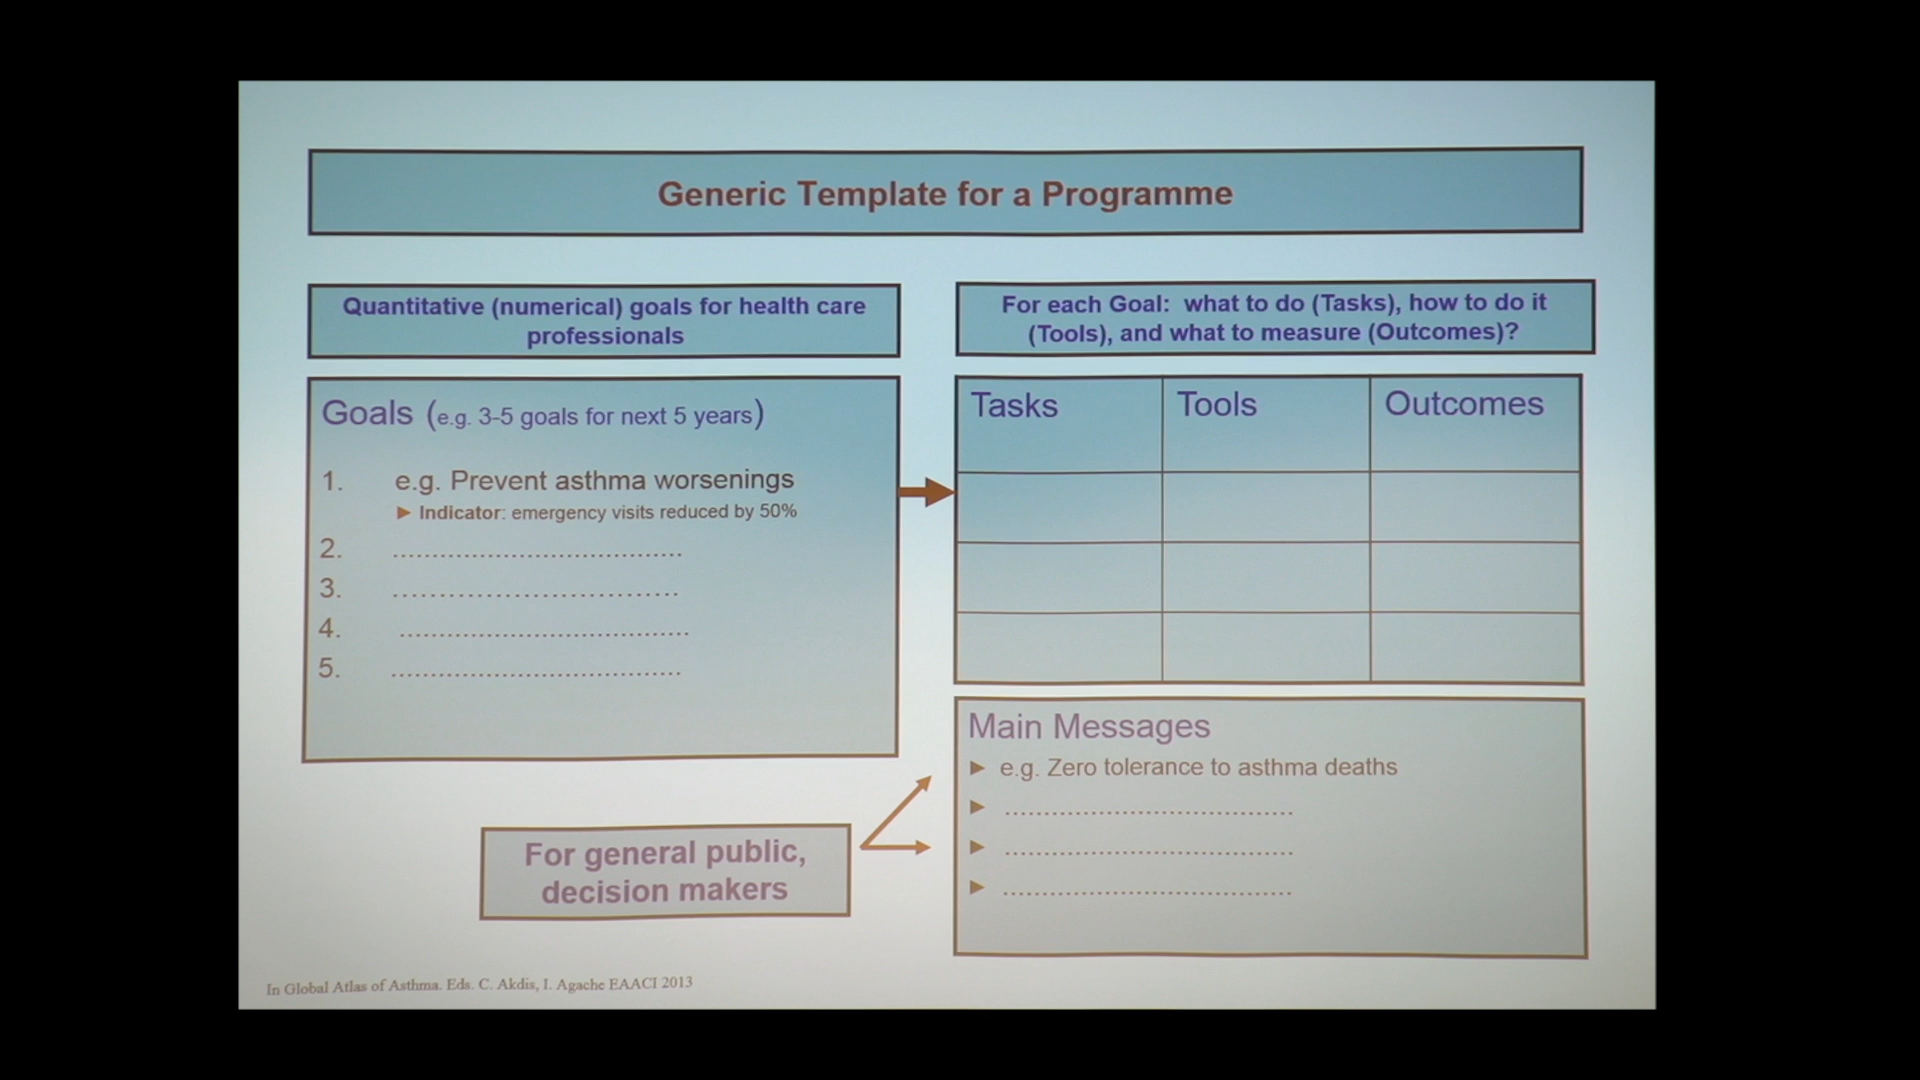 Generic Template for a Programme
Quantitative (numerical) goals for health care
professionals
Goals (e.g. 3-5 goals for next 5 years)
1. e.g. Prevent asthma worsenings
► Indicator: emergency visits reduced by 50%
2. .................................
3. .................................
4. .................................
5. .................................
For each Goal: what to do (Tasks), how to do it
(Tools), and what to measure (Outcomes)?
Tasks Tools Outcomes
For general public,
decision makers
Main Messages
► e.g. Zero tolerance to asthma deaths
► .................................
► .................................
► .................................
In Global Atlas of Asthma. Eds. C. Akdis, I. Agache EAACI 2013